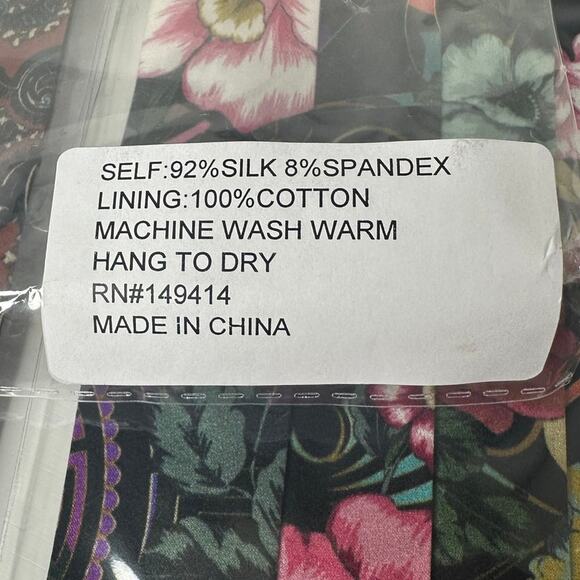 SELF:92%SILK 8%SPANDEX
LINING:100%COTTON
MACHINE WASH WARM
HANG TO DRY
RN#149414
MADE IN CHINA